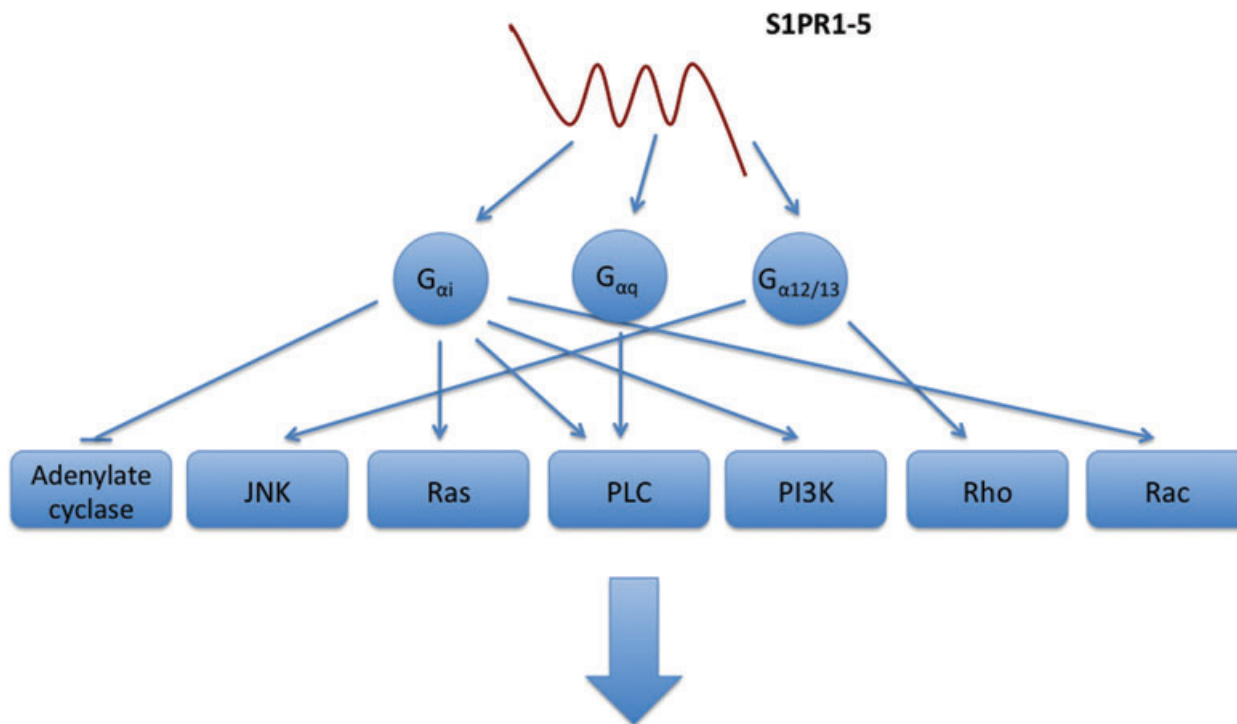 S1PR1-5
Gαi
Gαq
Gα12/13
Adenylate
cyclase
JNK
Ras
PLC
PI3K
Rho
Rac